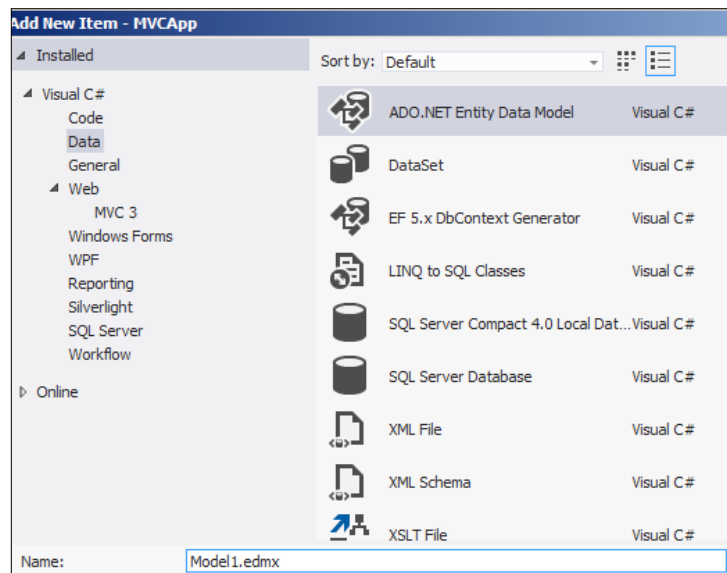 Add New Item - MVCApp
Installed
Sort by: Default
Visual C#
Code
Data
General
Web
MVC 3
Windows Forms
WPF
Reporting
Silverlight
SQL Server
Workflow
Online
ADO.NET Entity Data Model Visual C#
DataSet Visual C#
EF 5.x DbContext Generator Visual C#
LINQ to SQL Classes Visual C#
SQL Server Compact 4.0 Local Dat... Visual C#
SQL Server Database Visual C#
XML File Visual C#
XML Schema Visual C#
XSLT File Visual C#
Name: Model1.edmx